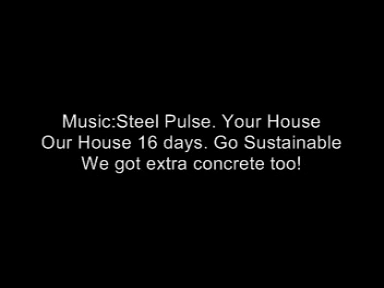 Music:Steel Pulse. Your House
Our House 16 days. Go Sustainable
We got extra concrete too!